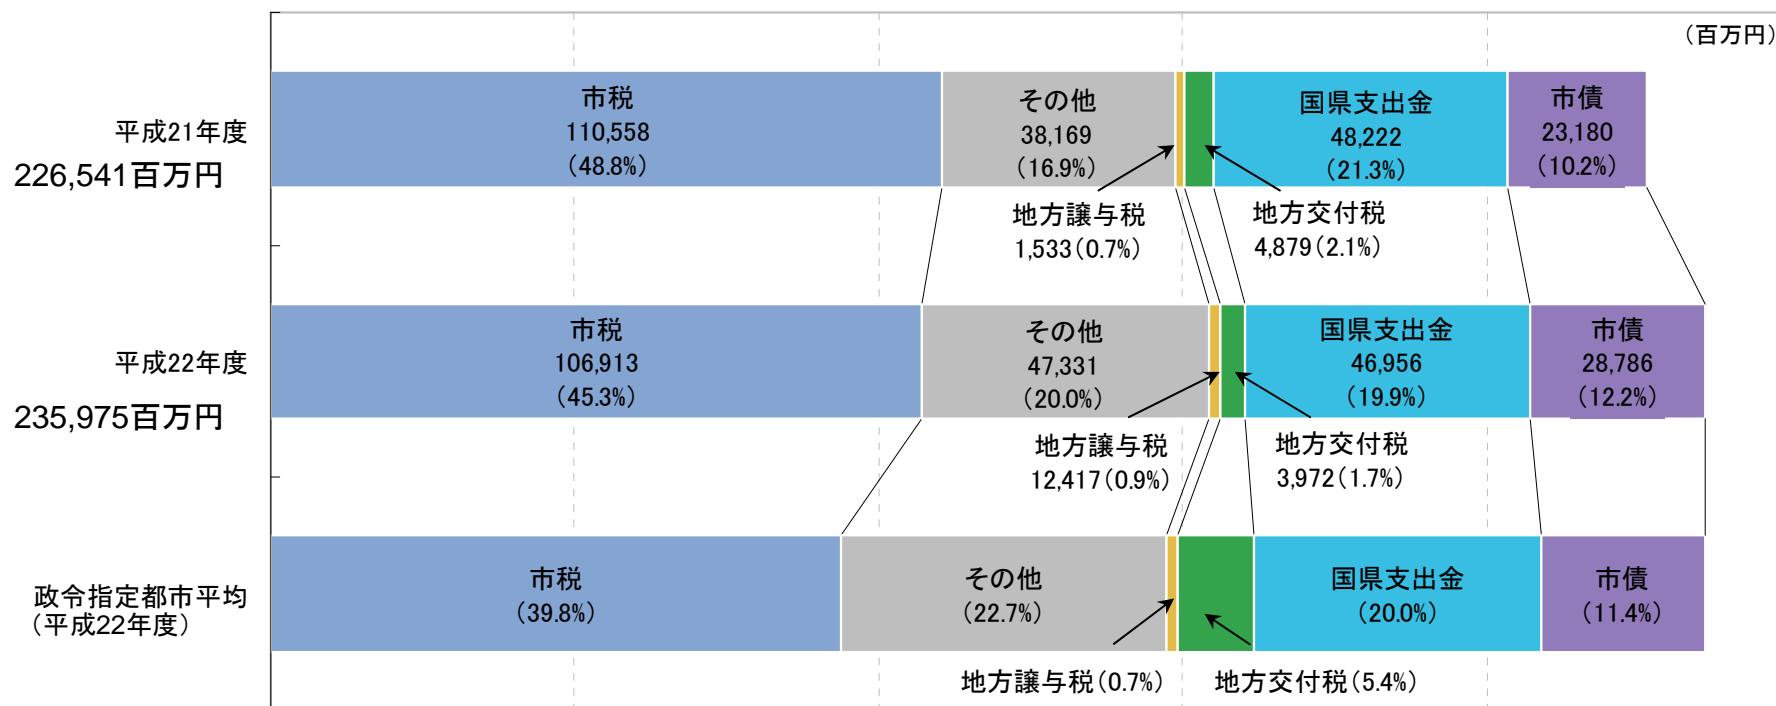 (百万円)
平成21年度
226,541百万円
市税
110,558
(48.8%)
その他
38,169
(16.9%)
地方譲与税
1,533(0.7%)
地方交付税
4,879(2.1%)
国県支出金
48,222
(21.3%)
市債
23,180
(10.2%)
平成22年度
235,975百万円
市税
106,913
(45.3%)
その他
47,331
(20.0%)
地方譲与税
12,417(0.9%)
地方交付税
3,972(1.7%)
国県支出金
46,956
(19.9%)
市債
28,786
(12.2%)
政令指定都市平均
(平成22年度)
市税
(39.8%)
その他
(22.7%)
地方譲与税(0.7%)
地方交付税(5.4%)
国県支出金
(20.0%)
市債
(11.4%)